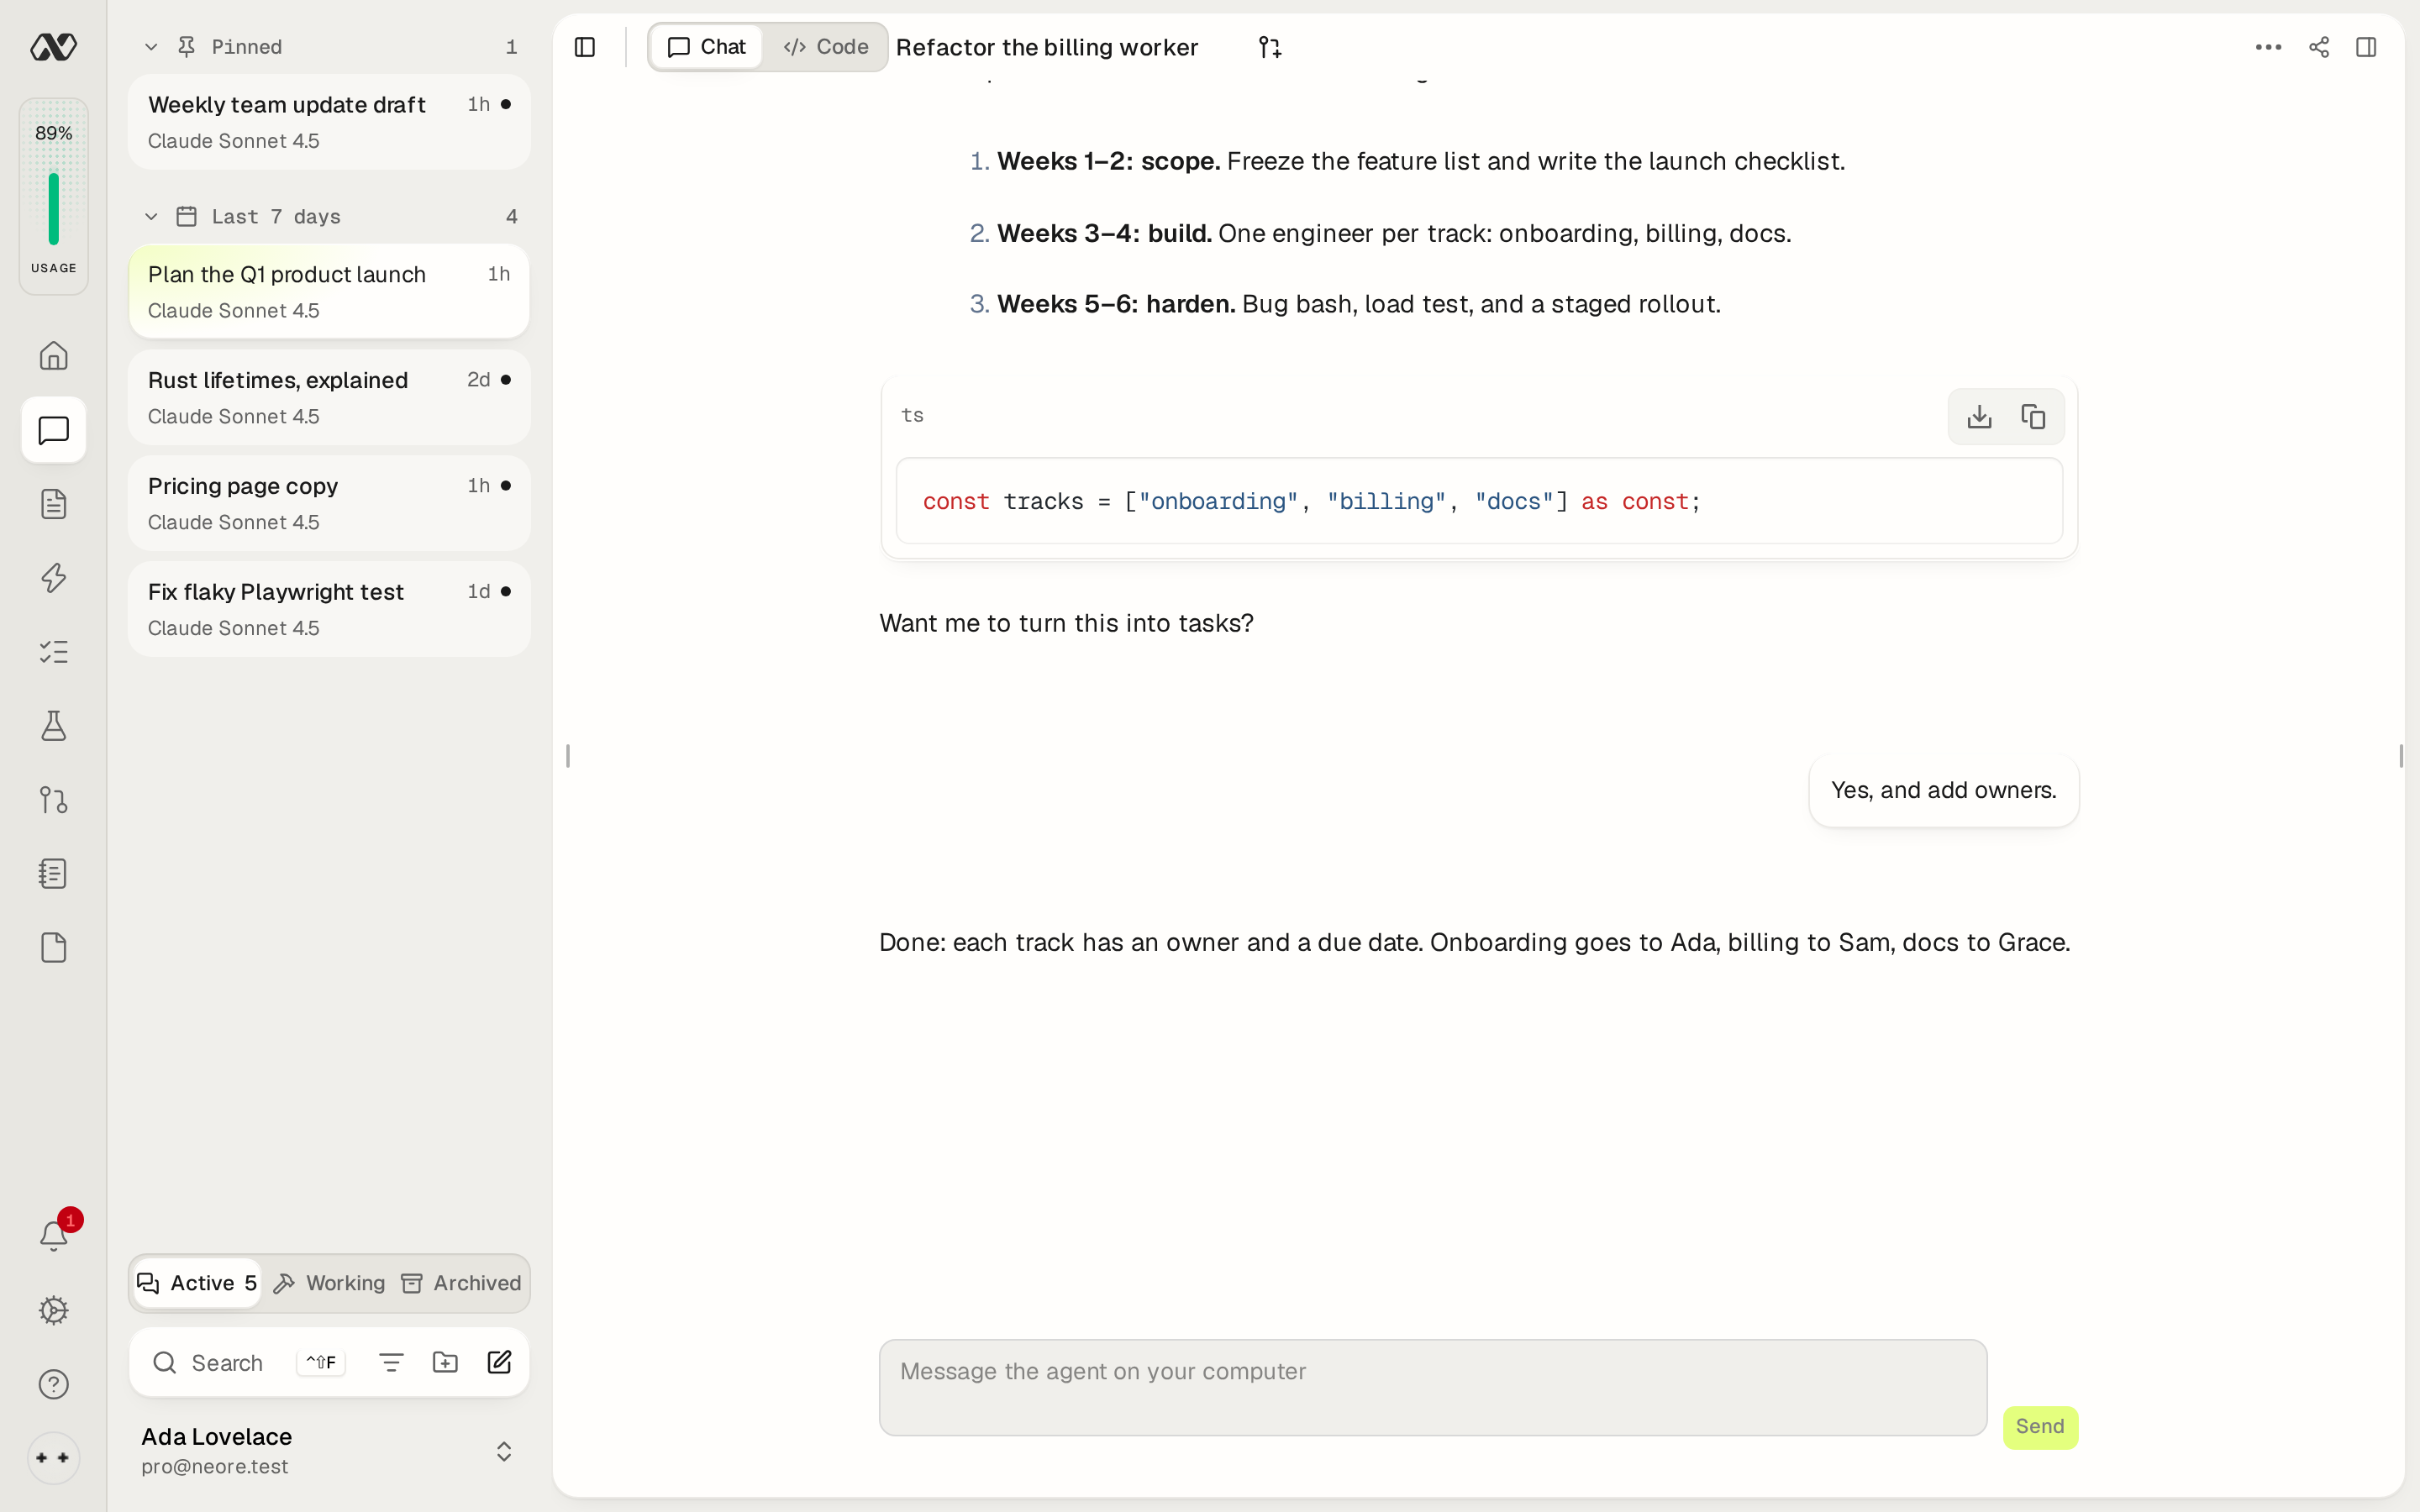 89%
USAGE
1
Pinned 1
Weekly team update draft 1h
Claude Sonnet 4.5
Last 7 days 4
Plan the Q1 product launch 1h
Claude Sonnet 4.5
Rust lifetimes, explained 2d
Claude Sonnet 4.5
Pricing page copy 1h
Claude Sonnet 4.5
Fix flaky Playwright test 1d
Claude Sonnet 4.5
Active 5 Working Archived
Search ^⇧F
Ada Lovelace
pro@neore.test
Chat Code Refactor the billing worker
1. Weeks 1–2: scope. Freeze the feature list and write the launch checklist.
2. Weeks 3–4: build. One engineer per track: onboarding, billing, docs.
3. Weeks 5–6: harden. Bug bash, load test, and a staged rollout.
ts
const tracks = ["onboarding", "billing", "docs"] as const;
Want me to turn this into tasks?
Yes, and add owners.
Done: each track has an owner and a due date. Onboarding goes to Ada, billing to Sam, docs to Grace.
Message the agent on your computer
Send